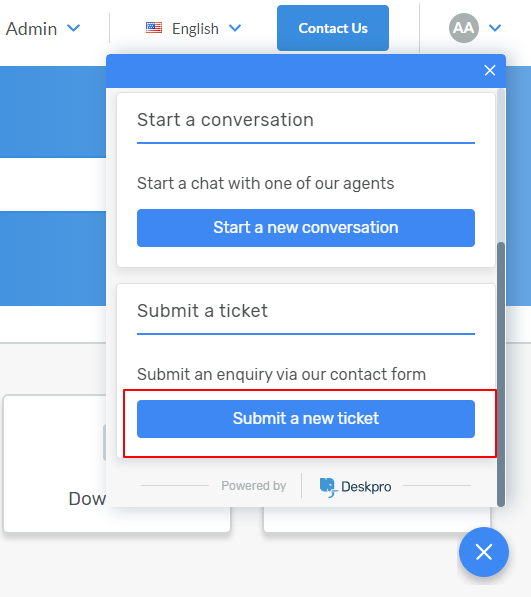 Admin English Contact Us AA
Start a conversation
Start a chat with one of our agents
Start a new conversation
Submit a ticket
Submit an enquiry via our contact form
Submit a new ticket
Powered by Deskpro